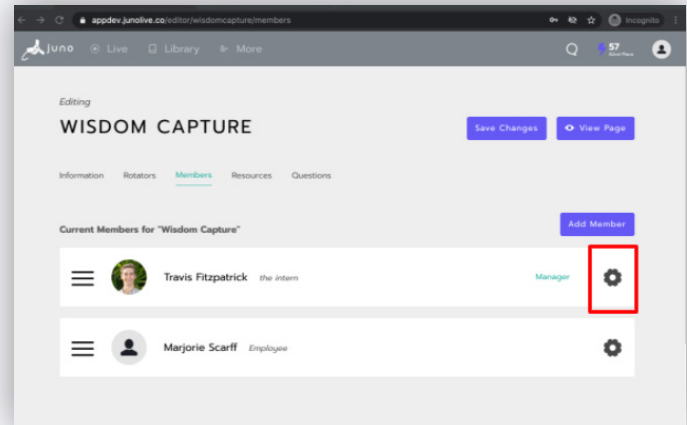 appdev.junolive.co/editor/wisdomcapture/members
Incognito
juno Live Library More
57
Editing
WISDOM CAPTURE
Save Changes
View Page
Information Rotators Members Resources Questions
Current Members for "Wisdom Capture"
Add Member
Travis Fitzpatrick the intern Manager
Marjorie Scarff Employee